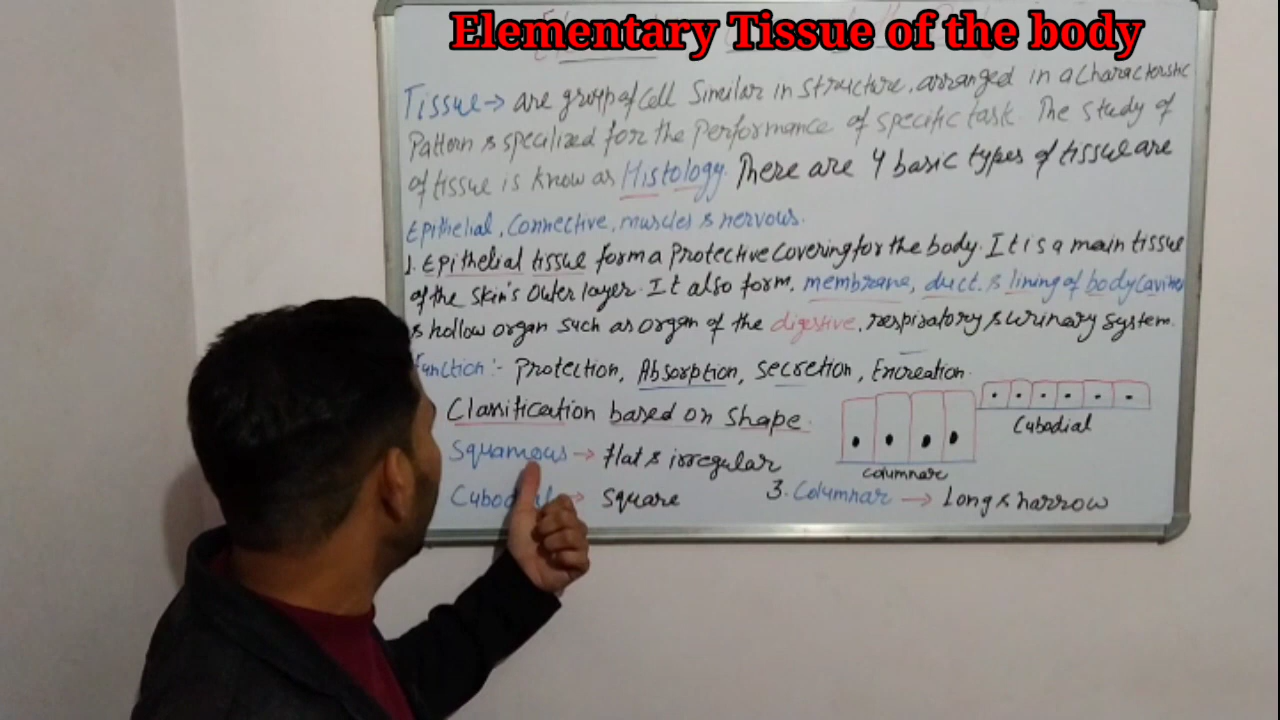 Elementary Tissue of the body
Tissue → are group of cell Similar in Structure, arranged in a Characteristic
Pattern & specilized for the Performance of specific task. The study of
of tissue is know as Histology. There are 4 basic types of tissue are
Epithelial, Connective, muscles & nervous.
1. Epithelial tissue form a Protective Covering for the body. It is a main tissue
of the skin's outer layer. It also form, membrane, duct & lining of body Cavities
& hollow organ such as organ of the digestive, respiratory & urinary system.
function :- Protection, Absorption, Secretion, Encreation.
Classification based on shape.
Squamous → flat & irregular
Cubodial → Square
Columnar
Cubodial
3. Columnar → Long & narrow